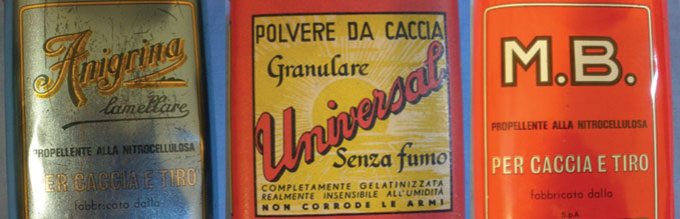 Anigrina
lamellare
PROPELLENTE ALLA NITROCELLULOSA
PER CACCIA E TIRO
fabbricato dalla
POLVERE DA CACCIA
Granulare
Universal
Senza fumo
COMPLETAMENTE GELATINIZZATA
REALMENTE INSENSIBILE ALL'UMIDITÀ
NON CORRODE LE ARMI
M.B.
PROPELLENTE ALLA NITROCELLULOSA
PER CACCIA E TIRO
fabbricato dalla
S.p.A.